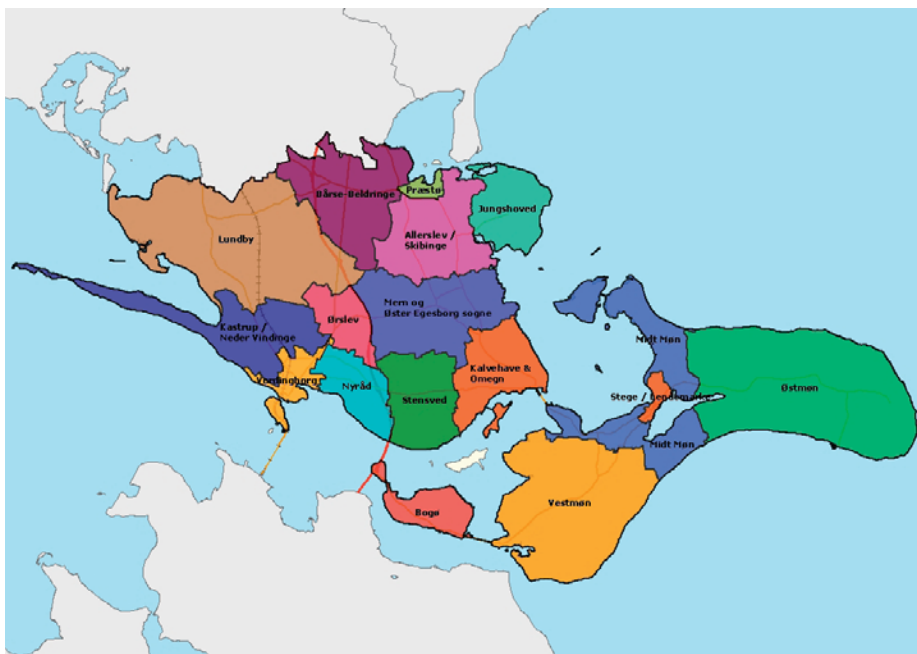 Bårse-Beldringe
Præstø
Jungshoved
Lundby
Allerslev /
Skibinge
Mern og
Øster Egesborg sogne
Ørslev
Kastrup /
Neder Vindinge
Midt Møn
Kalvehave &
Omegn
Vordingborg
Nyråd
Stensved
Stege / Lendemarke
Østmøn
Midt Møn
Vestmøn
Bogø